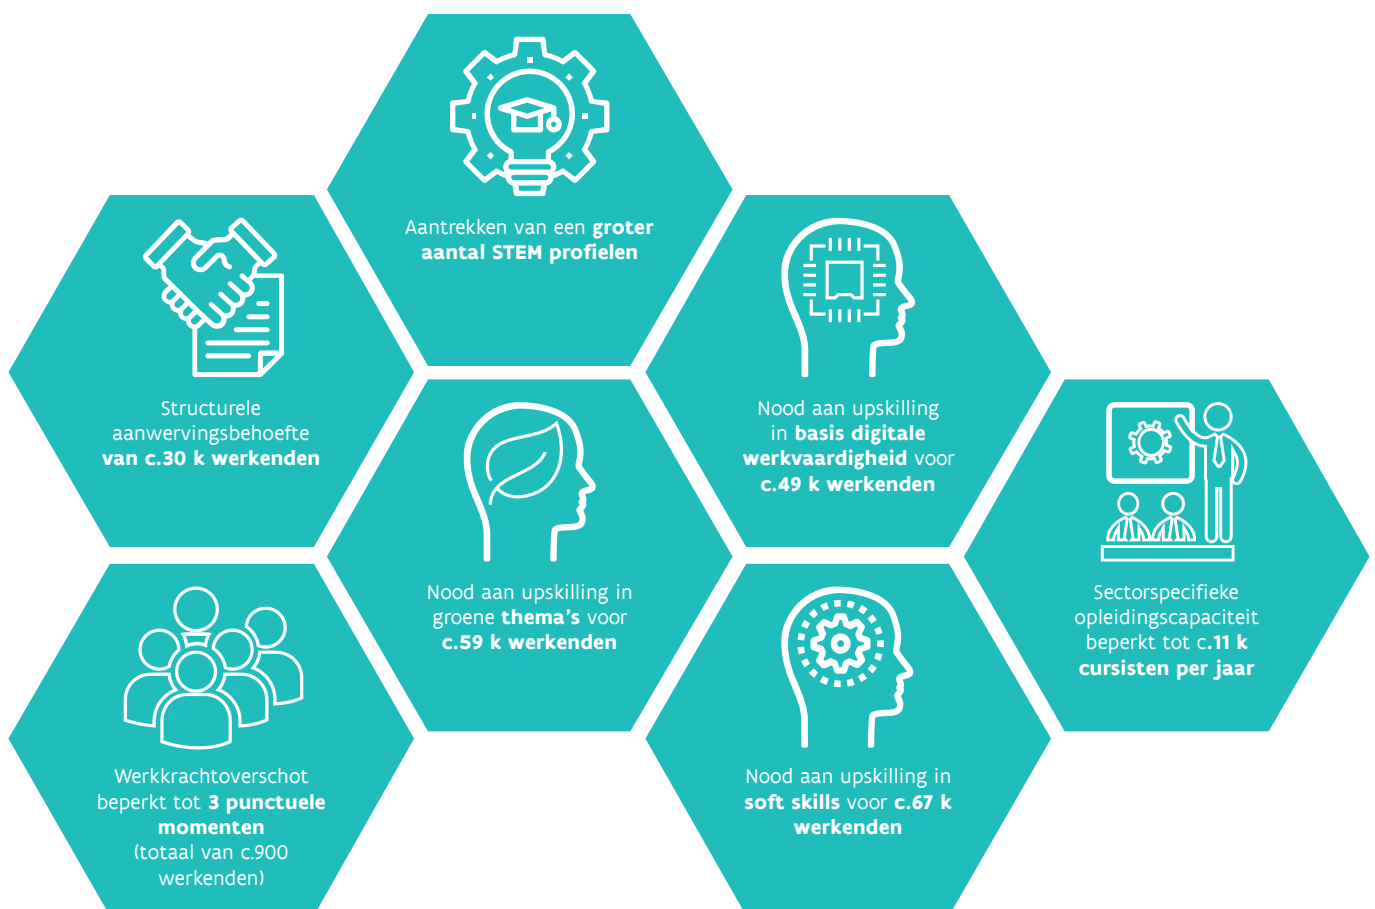 Aantrekken van een groter
aantal STEM profielen
Structurele
aanwervingsbehoefte
van c.30 k werkenden
Nood aan upskilling
in basis digitale
werkvaardigheid voor
c.49 k werkenden
Nood aan upskilling in
groene thema's voor
c.59 k werkenden
Sectorspecifieke
opleidingscapaciteit
beperkt tot c.11 k
cursisten per jaar
Werkkrachtoverschot
beperkt tot 3 punctuele
momenten
(totaal van c.900
werkenden)
Nood aan upskilling in
soft skills voor c.67 k
werkenden